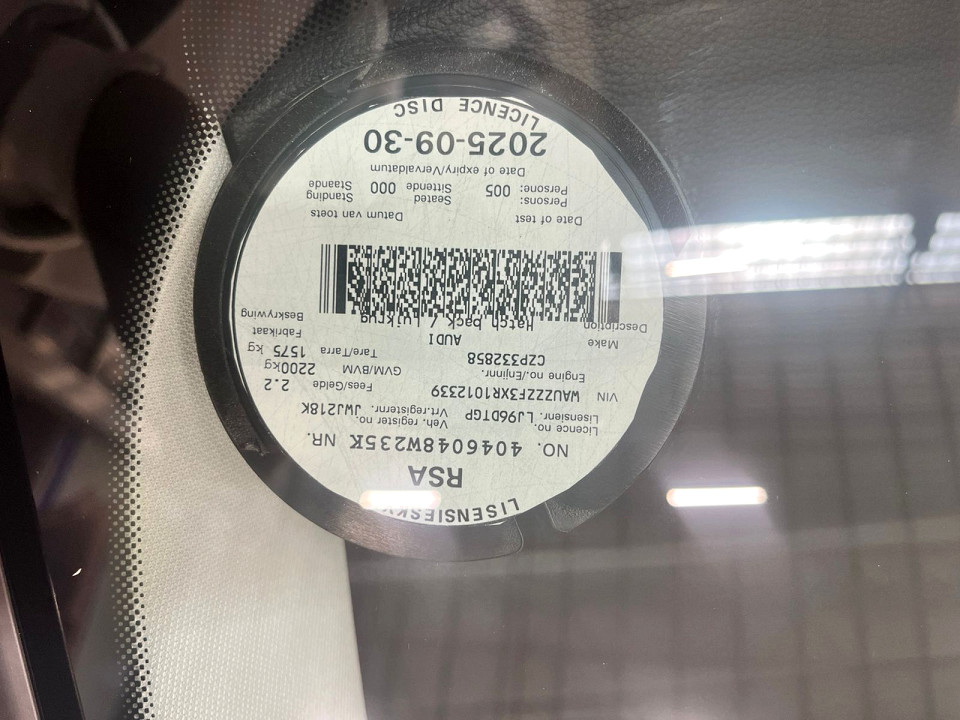 LISENSIESKY
RSA
NO. 4046048W235K NR.
Licence no. Lisensienr. LJ96DTGP Veh. register no. Vrt.registernr. JWJ218K
VIN WAUZZZF3XR1012339 Fees/Gelde 2.2
Engine no./Enjinnr. CZP332858 GVM/BVM 2200kg
Tare/Tarra 1575 kg
Make AUDI Fabrikaat
Description Hatch back / Luikrug Beskrywing
Date of test Datum van toets
Persons: Persone: 005 Seated Sittende 000 Standing Staande
Date of expiry/Vervaldatum
2025-09-30
LICENCE DISC